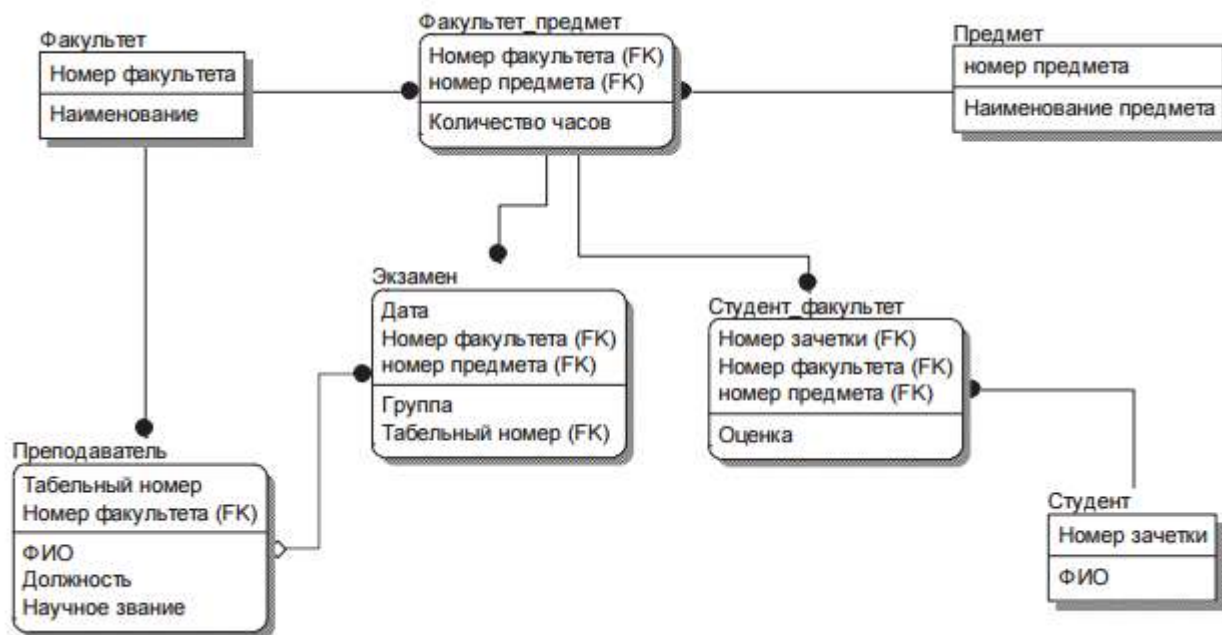 Факультет
Номер факультета
Наименование
Факультет_предмет
Номер факультета (FK)
номер предмета (FK)
Количество часов
Предмет
номер предмета
Наименование предмета
Экзамен
Дата
Номер факультета (FK)
номер предмета (FK)
Группа
Табельный номер (FK)
Студент_факультет
Номер зачетки (FK)
Номер факультета (FK)
номер предмета (FK)
Оценка
Преподаватель
Табельный номер
Номер факультета (FK)
ФИО
Должность
Научное звание
Студент
Номер зачетки
ФИО